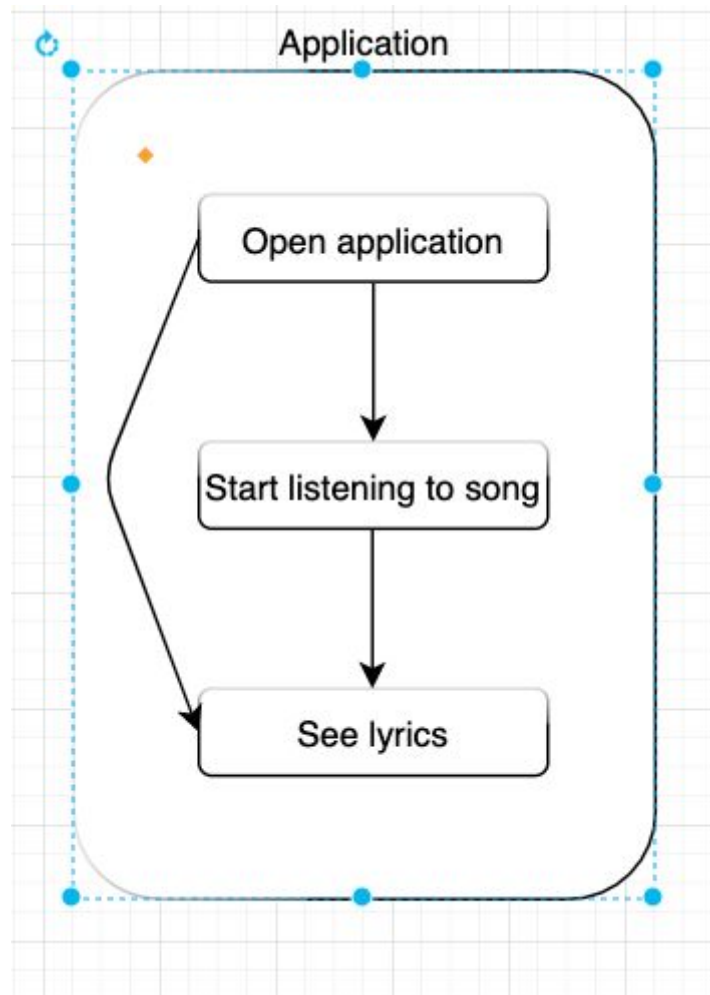 Application
Open application
Start listening to song
See lyrics